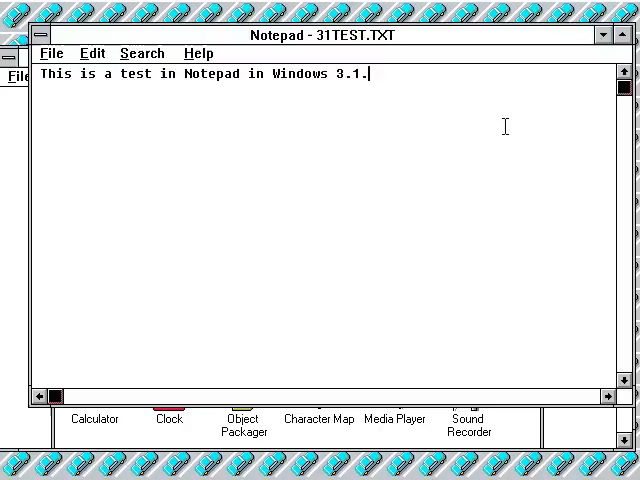 Notepad - 31TEST.TXT
File Edit Search Help
File
This is a test in Notepad in Windows 3.1.
Calculator Clock Object Packager Character Map Media Player Sound Recorder